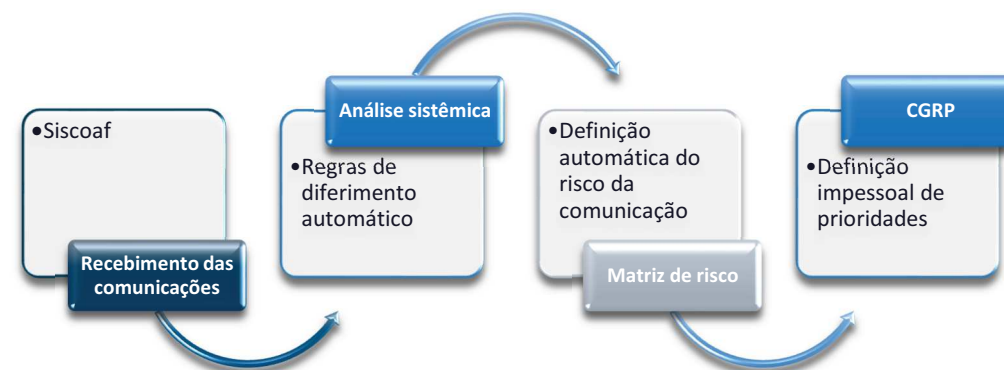 •Siscoaf
Recebimento das
comunicações
Análise sistêmica
•Regras de
diferimento
automático
•Definição
automática do
risco da
comunicação
Matriz de risco
CGRP
•Definição
impessoal de
prioridades